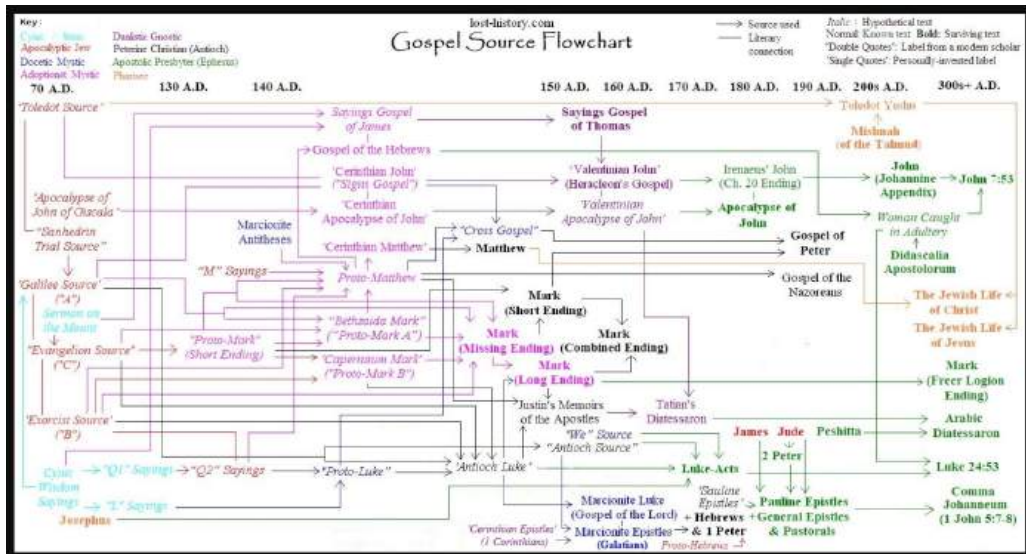 Key:
Cynic / Stoic
Apocalyptic Jew
Docetic Mystic
Adoptionist Mystic
Dualistic Gnostic
Peterine Christian (Antioch)
Apostolic Presbyter (Ephesus)
Pharisee
lost-history.com
Gospel Source Flowchart
Source used
Literary
connection
Italic: Hypothetical text
Normal: Known text Bold: Surviving text
"Double Quotes": Label from a modern scholar
'Single Quotes': Personally-invested label
70 A.D.
130 A.D.
140 A.D.
150 A.D.
160 A.D.
170 A.D.
180 A.D.
190 A.D.
200s A.D.
300s+ A.D.
'Toledot Source'
Sayings Gospel
of James
Sayings Gospel
of Thomas
Toledot Yeshu
Mishnah
(of the Talmud)
Gospel of the Hebrews
'Cerinthian John'
("Signs Gospel")
'Valentinian John'
(Heracleon's Gospel)
Irenaeus' John
(Ch. 20 Ending)
John
(Johannine
Appendix)
John 7:53
'Apocalypse of
John of Giscala'
'Cerinthian
Apocalypse of John'
'Valentinian
Apocalypse of John'
Apocalypse of
John
Woman Caught
in Adultery
"Sanhedrin
Trial Source"
Marcionite
Antitheses
"Cross Gospel"
'Cerinthian Matthew'
Matthew
Gospel of
Peter
Didascalia
Apostolorum
'Galilee Source'
("A")
"M" Sayings
Proto-Matthew
Gospel of the
Nazoreans
Sermon on
the Mount
Mark
(Short Ending)
The Jewish Life
of Christ
"Evangelion Source"
("C")
"Proto-Mark"
(Short Ending)
'Bethsaida Mark'
("Proto-Mark A")
Mark
(Missing Ending)
Mark
(Combined Ending)
The Jewish Life
of Jesus
'Capernaum Mark'
("Proto-Mark B")
Mark
(Long Ending)
Mark
(Freer Logion
Ending)
'Exorcist Source'
("B")
Justin's Memoirs
of the Apostles
Tatian's
Diatessaron
Arabic
Diatessaron
"We" Source
"Antioch Source"
James
Jude
Peshitta
2 Peter
Cynic
Wisdom
Sayings
"Q1" Sayings
"Q2" Sayings
"Proto-Luke"
'Antioch Luke'
Luke-Acts
Luke 24:53
"L" Sayings
Josephus
Marcionite Luke
(Gospel of the Lord)
'Saulene
Epistles'
+ Hebrews
& 1 Peter
Pauline Epistles
+General Epistles
& Pastorals
Comma
Johanneum
(1 John 5:7-8)
'Cerinthian Epistles'
(1 Corinthians)
Marcionite Epistles
(Galatians)
Proto-Hebrews